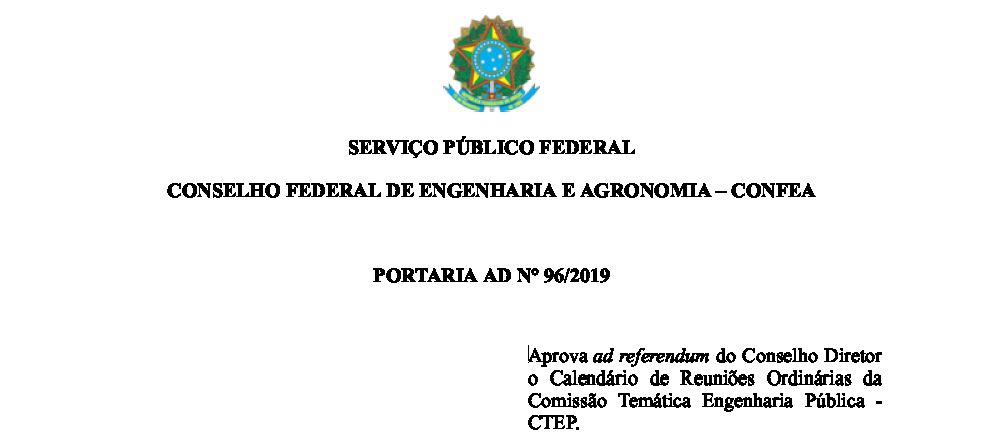 SERVIÇO PÚBLICO FEDERAL
CONSELHO FEDERAL DE ENGENHARIA E AGRONOMIA – CONFEA
PORTARIA AD Nº 96/2019
Aprova ad referendum do Conselho Diretor
o Calendário de Reuniões Ordinárias da
Comissão Temática Engenharia Pública -
CTEP.